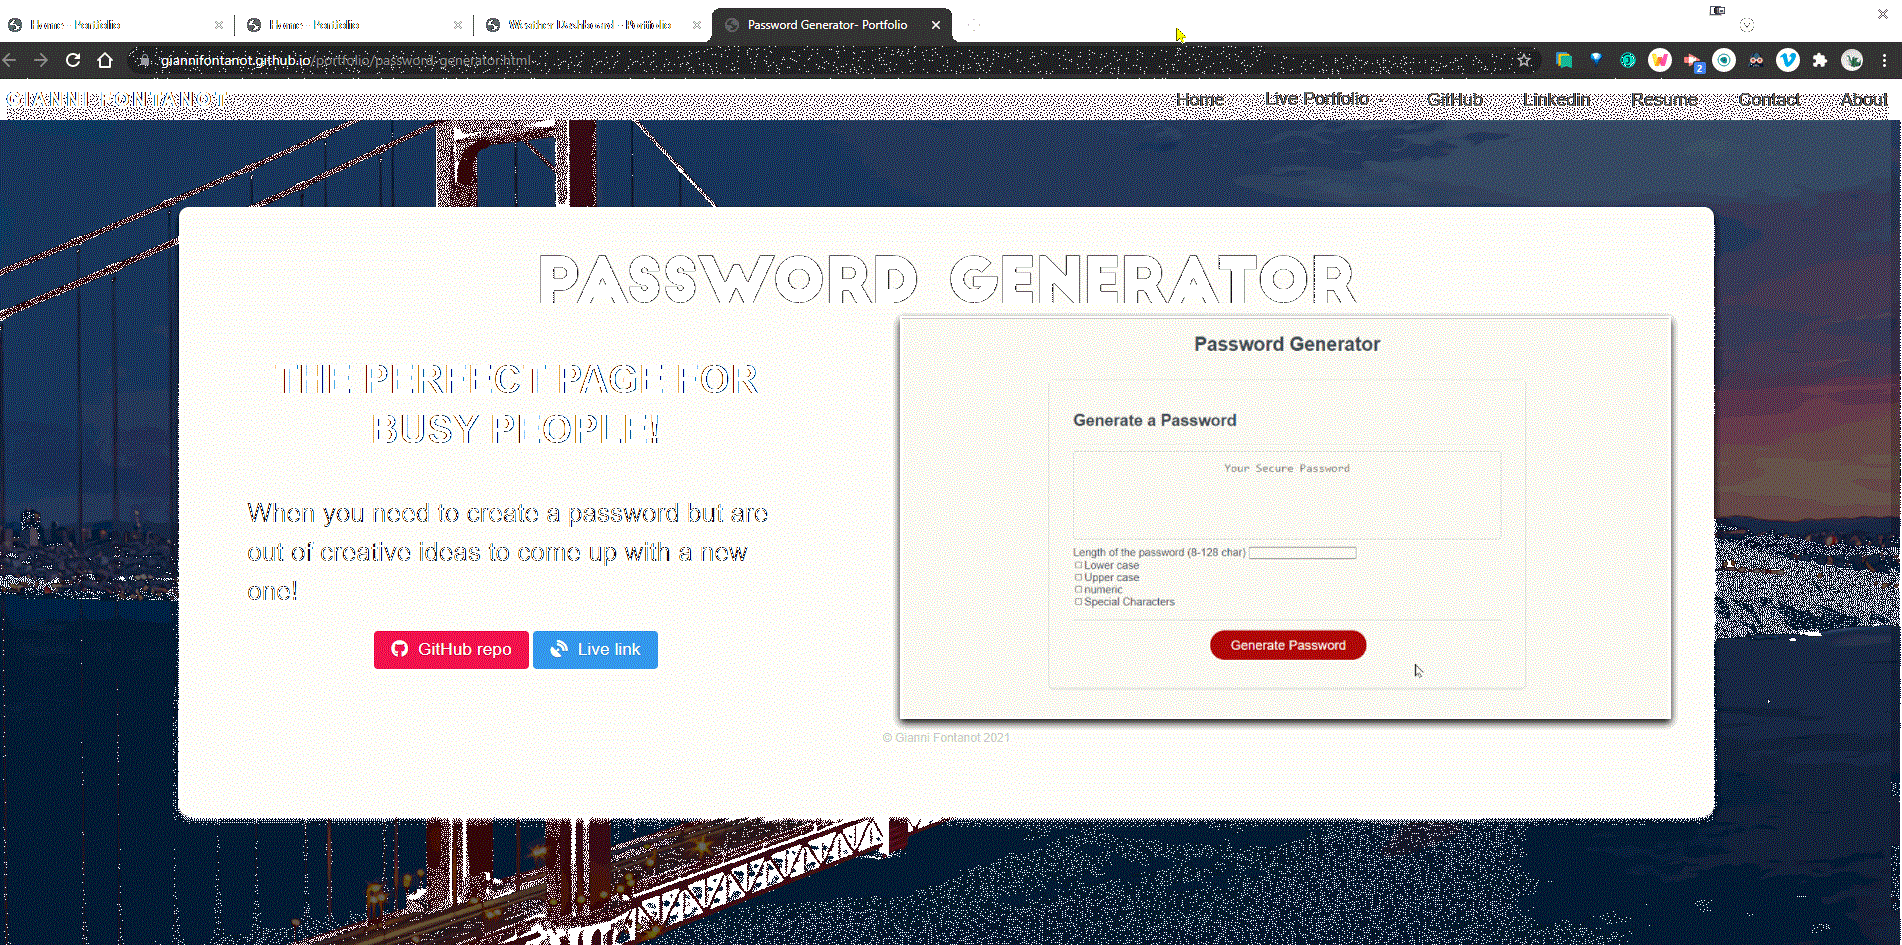 Home - Portfolio
Home - Portfolio
Weather Dashboard - Portfolio
Password Generator- Portfolio
giannifontanot.github.io/portfolio/password-generator.html
GIANNI FONTANOT
Home
Live Portfolio
GitHub
Linkedin
Resume
Contact
About
PASSWORD GENERATOR
THE PERFECT PAGE FOR
BUSY PEOPLE!
When you need to create a password but are
out of creative ideas to come up with a new
one!
GitHub repo
Live link
Password Generator
Generate a Password
Your Secure Password
Length of the password (8-128 char)
Lower case
Upper case
numeric
Special Characters
Generate Password
© Gianni Fontanot 2021
2